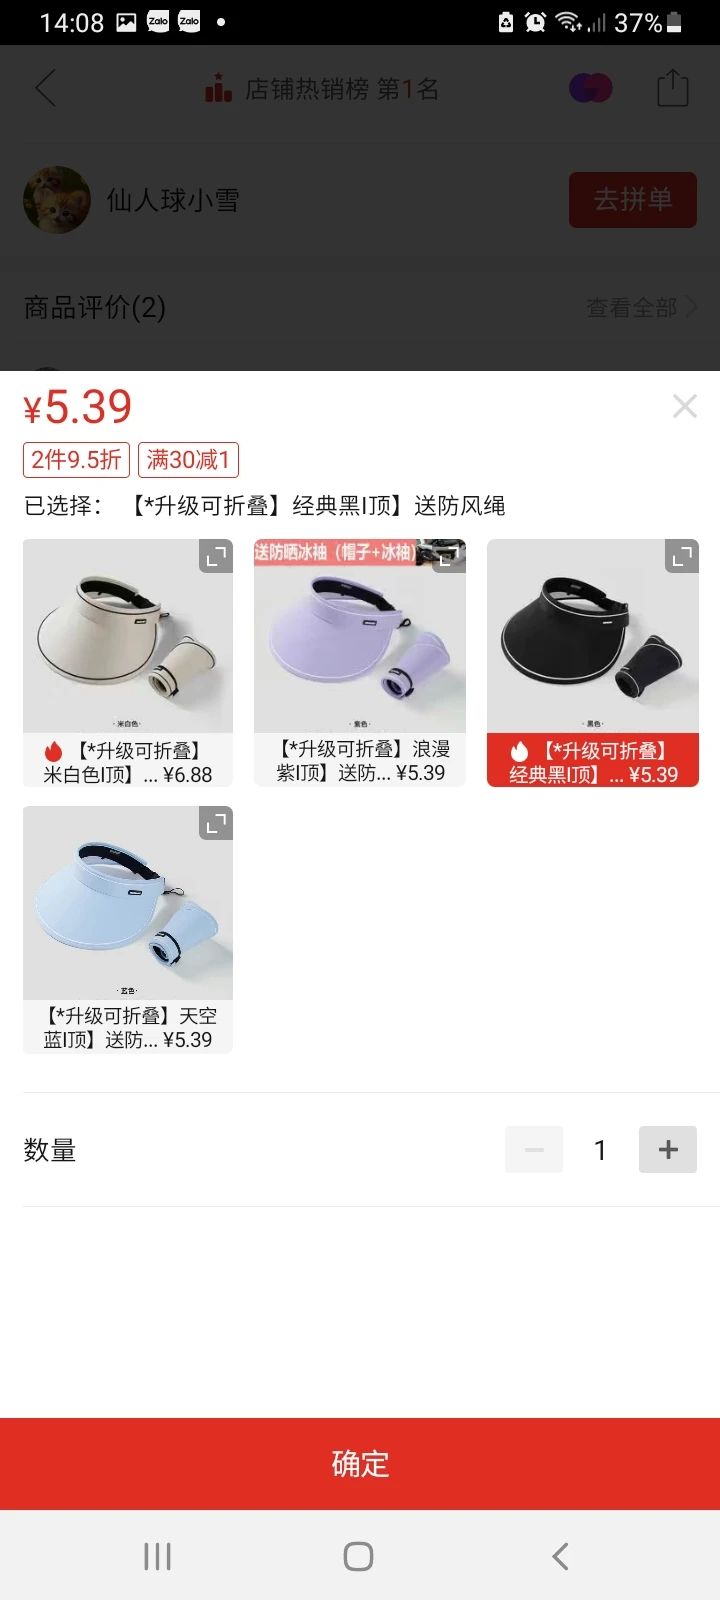 14:08 Zalo Zalo 37%
店铺热销榜 第1名
仙人球小雪
去拼单
商品评价(2)
查看全部
¥5.39
2件9.5折 满30减1
已选择： 【*升级可折叠】经典黑|顶】送防风绳
·米白色·
【*升级可折叠】
米白色|顶】... ¥6.88
送防晒冰袖（帽子+冰袖）
·紫色·
【*升级可折叠】浪漫
紫|顶】送防... ¥5.39
·黑色·
【*升级可折叠】
经典黑|顶】... ¥5.39
·蓝色·
【*升级可折叠】天空
蓝|顶】送防... ¥5.39
数量
1
确定